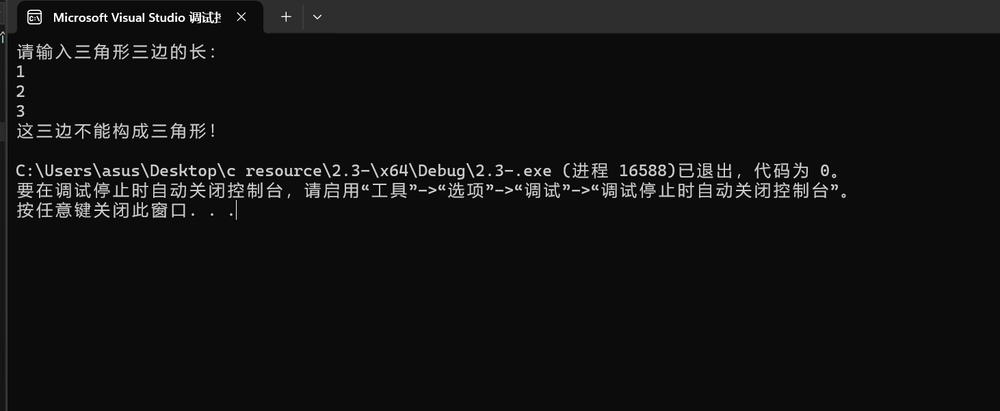 Microsoft Visual Studio 调试
请输入三角形三边的长：
1
2
3
这三边不能构成三角形！
C:\Users\asus\Desktop\c resource\2.3-\x64\Debug\2.3-.exe (进程 16588)已退出，代码为 0。
要在调试停止时自动关闭控制台，请启用“工具”->“选项”->“调试”->“调试停止时自动关闭控制台”。
按任意键关闭此窗口. . .